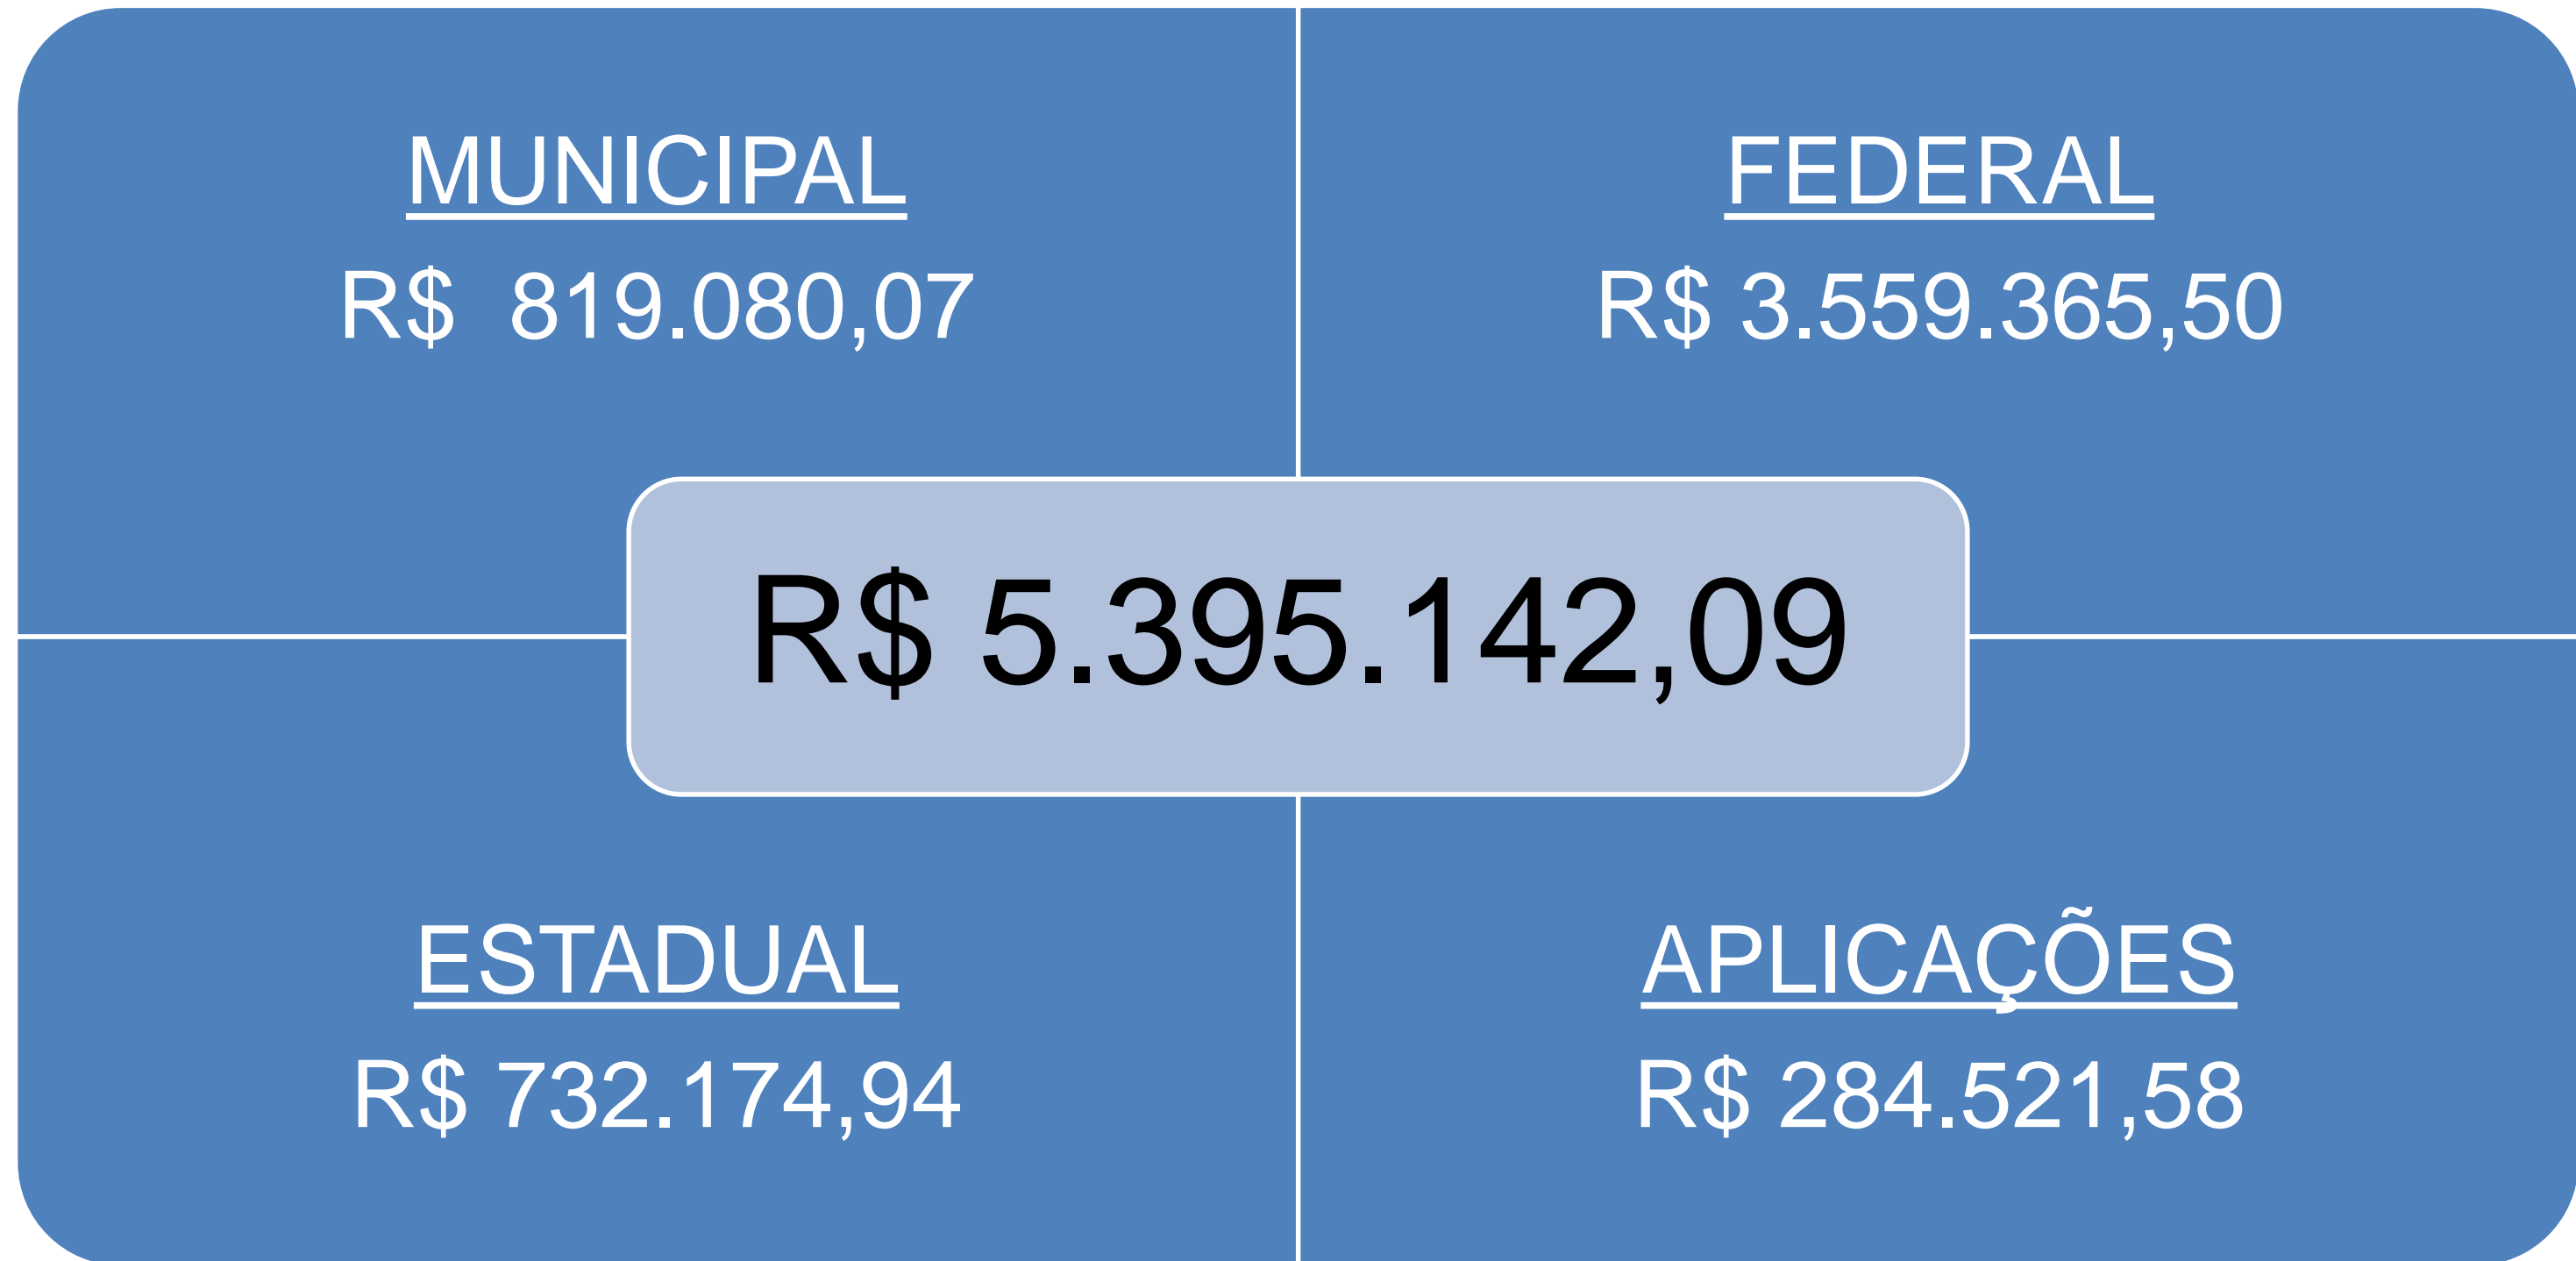 MUNICIPAL
R$  819.080,07
FEDERAL
R$ 3.559.365,50
R$ 5.395.142,09
ESTADUAL
R$ 732.174,94
APLICAÇÕES
R$ 284.521,58